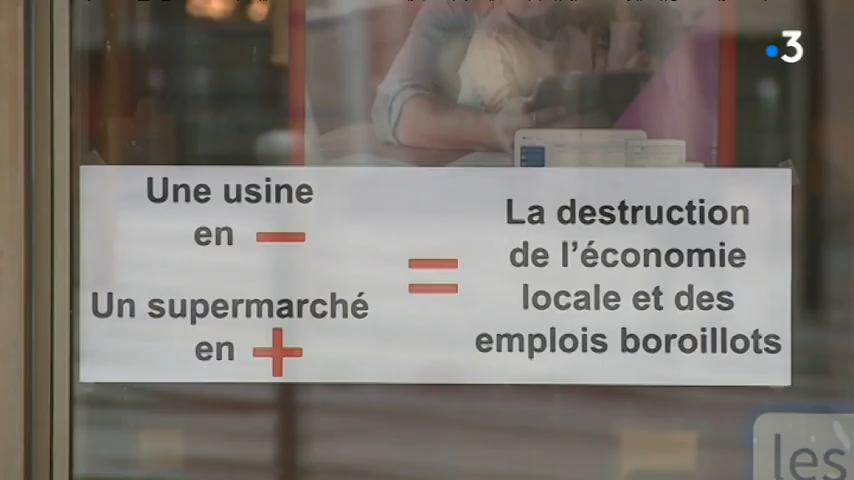 3
Une usine
en −
Un supermarché
en +
=
La destruction
de l'économie
locale et des
emplois boroillots
les